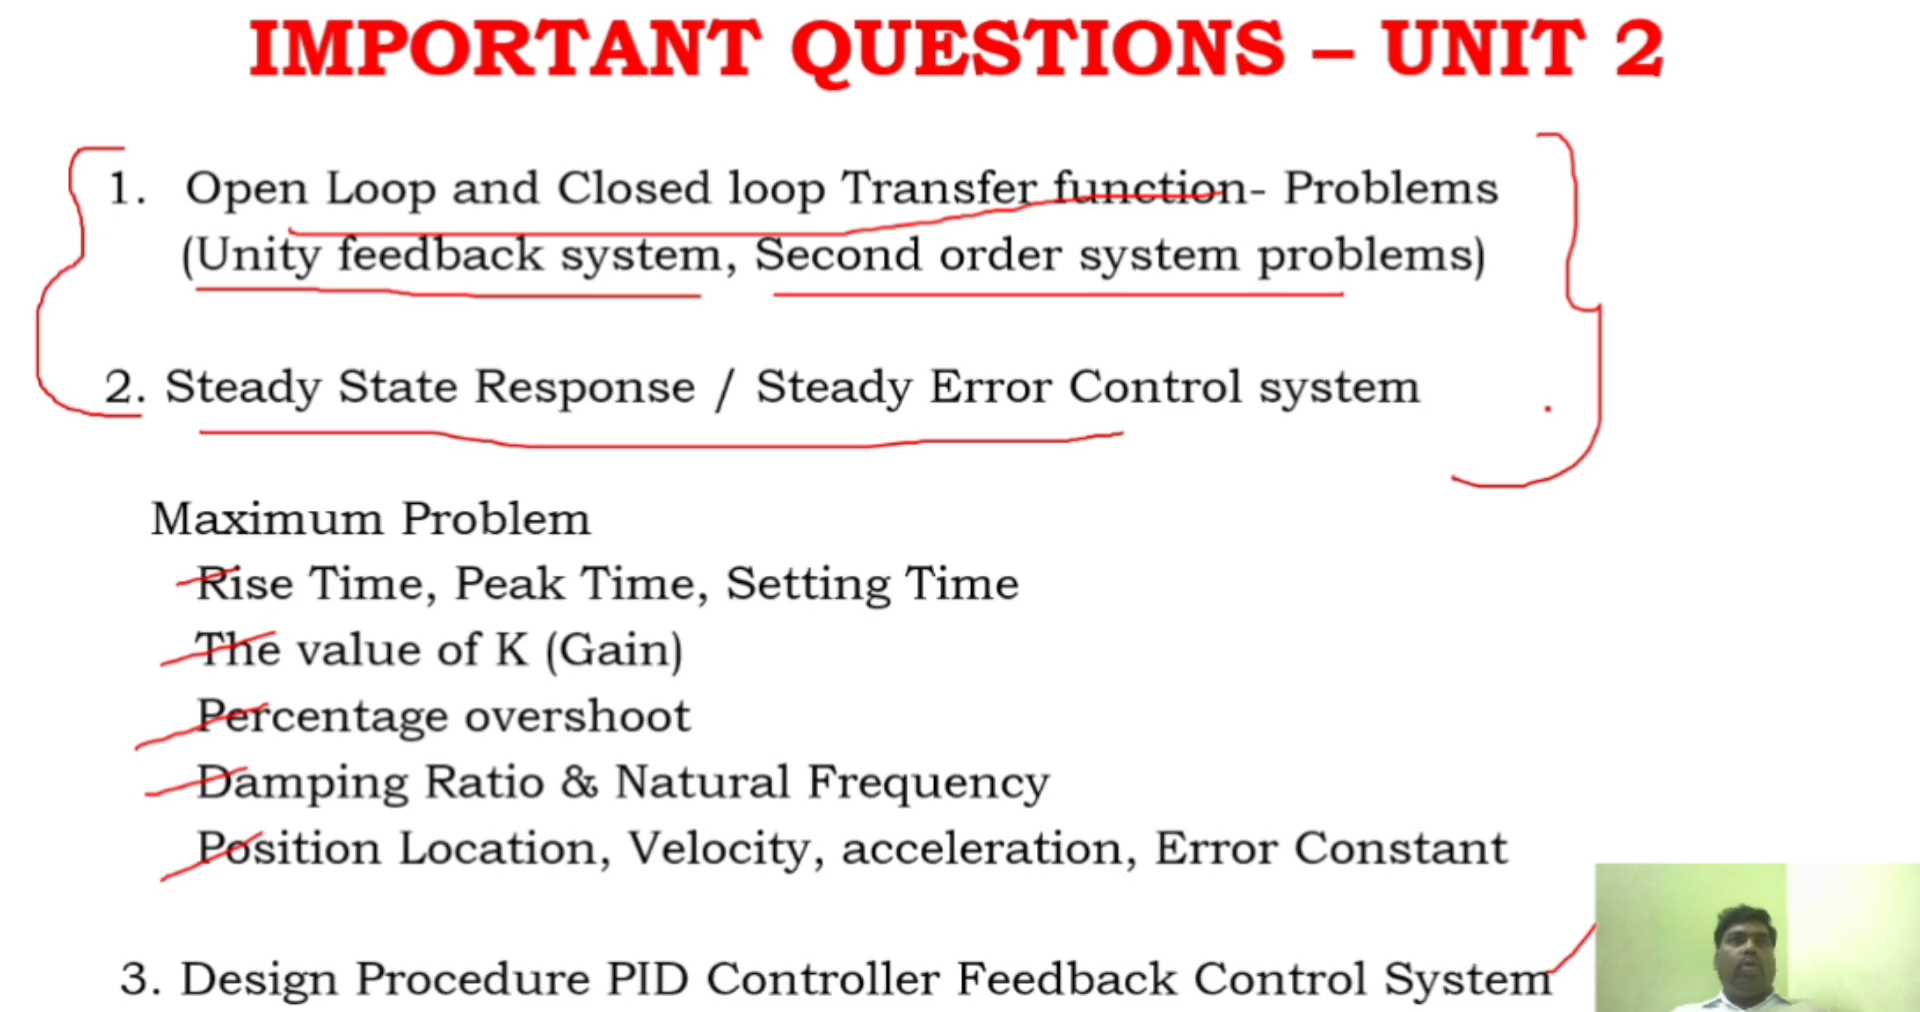 IMPORTANT QUESTIONS – UNIT 2
1. Open Loop and Closed loop Transfer function- Problems
(Unity feedback system, Second order system problems)
2. Steady State Response / Steady Error Control system
Maximum Problem
Rise Time, Peak Time, Setting Time
The value of K (Gain)
Percentage overshoot
Damping Ratio & Natural Frequency
Position Location, Velocity, acceleration, Error Constant
3. Design Procedure PID Controller Feedback Control System